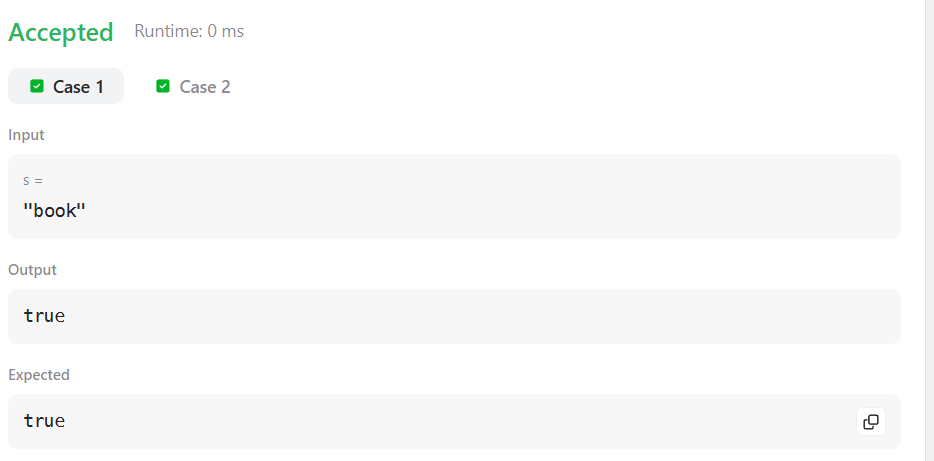 Accepted Runtime: 0 ms
Case 1 Case 2
Input
s =
"book"
Output
true
Expected
true